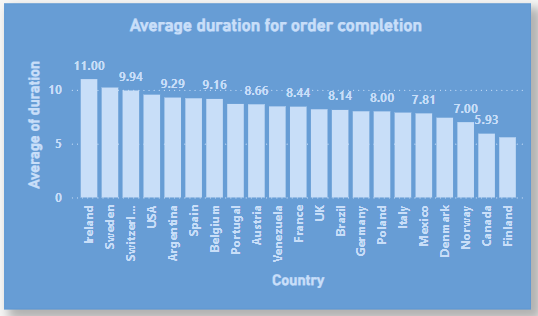 Average duration for order completion
Average of duration
10
5
0
11.00
9.94
9.29
9.16
8.66
8.44
8.14
8.00
7.81
7.00
5.93
Ireland
Sweden
Switzerl...
USA
Argentina
Spain
Belgium
Portugal
Austria
Venezuela
France
UK
Brazil
Germany
Poland
Italy
Mexico
Denmark
Norway
Canada
Finland
Country